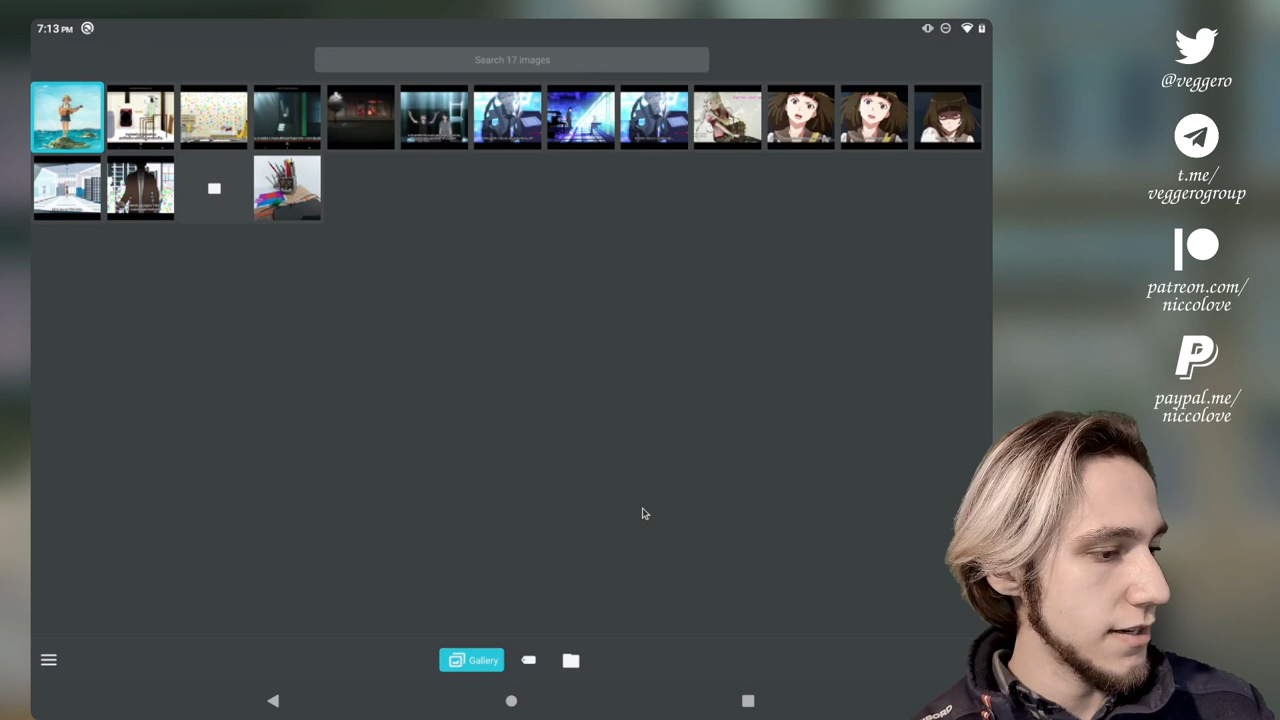 7:13 PM
Search 17 images
Gallery
@veggero
t.me/
veggerogroup
patreon.com/
niccolove
paypal.me/
niccolove